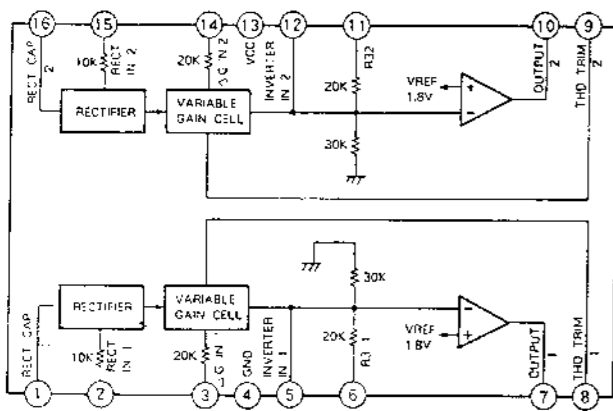 16 15 14 13 12 11 10 9
RECT CAP 2
10K
RECT IN 2
20K
G IN 2
VCC
INVERTER IN 2
R3 2
20K
VREF 1.8V
+
−
OUTPUT 2
THD TRIM 2
RECTIFIER
VARIABLE GAIN CELL
30K
30K
RECTIFIER
VARIABLE GAIN CELL
RECT CAP 1
10K
RECT IN 1
20K
G IN 1
GND
INVERTER IN 1
20K
R3 1
VREF 1.8V
−
+
OUTPUT 1
THD TRIM 1
1 2 3 4 5 6 7 8